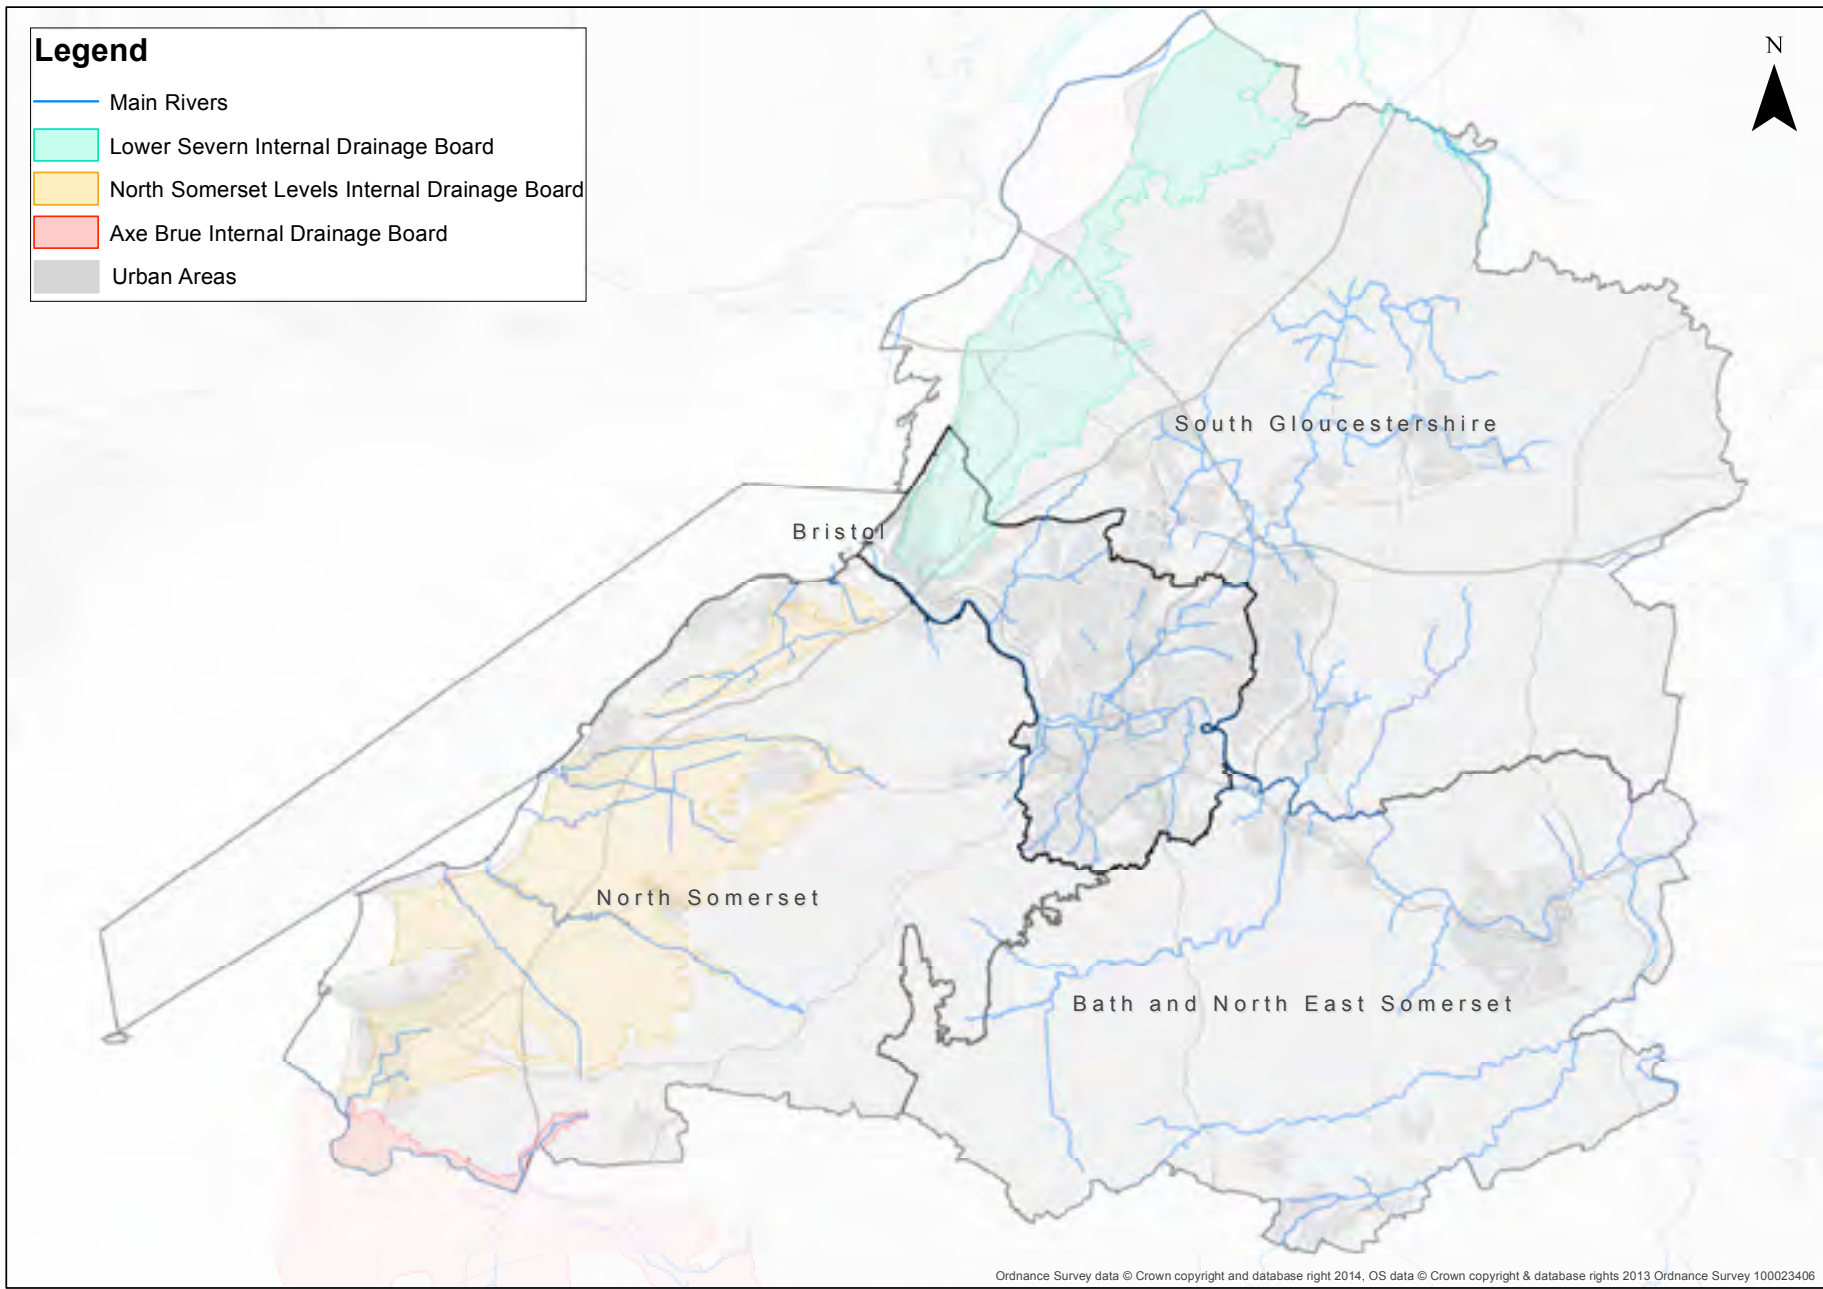 Legend
Main Rivers
Lower Severn Internal Drainage Board
North Somerset Levels Internal Drainage Board
Axe Brue Internal Drainage Board
Urban Areas
N
South Gloucestershire
Bristol
North Somerset
Bath and North East Somerset
Ordnance Survey data © Crown copyright and database right 2014, OS data © Crown copyright & database rights 2013 Ordnance Survey 100023406